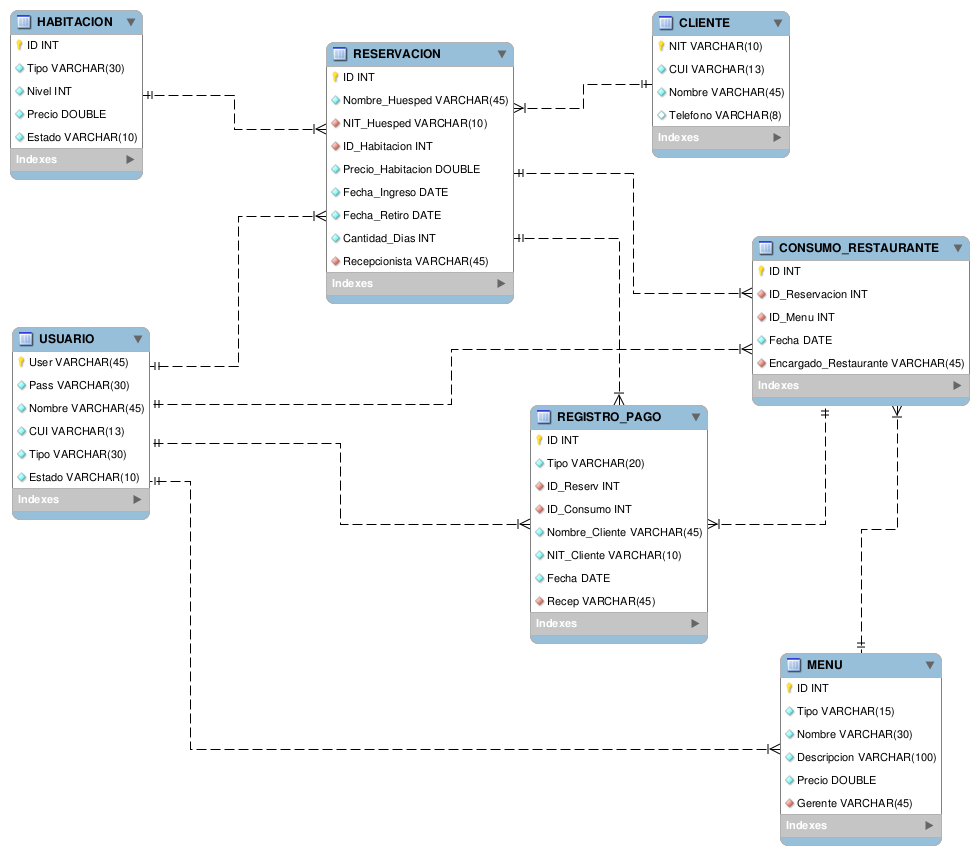 HABITACION
ID INT
Tipo VARCHAR(30)
Nivel INT
Precio DOUBLE
Estado VARCHAR(10)
Indexes
RESERVACION
ID INT
Nombre_Huesped VARCHAR(45)
NIT_Huesped VARCHAR(10)
ID_Habitacion INT
Precio_Habitacion DOUBLE
Fecha_Ingreso DATE
Fecha_Retiro DATE
Cantidad_Dias INT
Recepcionista VARCHAR(45)
Indexes
CLIENTE
NIT VARCHAR(10)
CUI VARCHAR(13)
Nombre VARCHAR(45)
Telefono VARCHAR(8)
Indexes
CONSUMO_RESTAURANTE
ID INT
ID_Reservacion INT
ID_Menu INT
Fecha DATE
Encargado_Restaurante VARCHAR(45)
Indexes
USUARIO
User VARCHAR(45)
Pass VARCHAR(30)
Nombre VARCHAR(45)
CUI VARCHAR(13)
Tipo VARCHAR(30)
Estado VARCHAR(10)
Indexes
REGISTRO_PAGO
ID INT
Tipo VARCHAR(20)
ID_Reserv INT
ID_Consumo INT
Nombre_Cliente VARCHAR(45)
NIT_Cliente VARCHAR(10)
Fecha DATE
Recep VARCHAR(45)
Indexes
MENU
ID INT
Tipo VARCHAR(15)
Nombre VARCHAR(30)
Descripcion VARCHAR(100)
Precio DOUBLE
Gerente VARCHAR(45)
Indexes